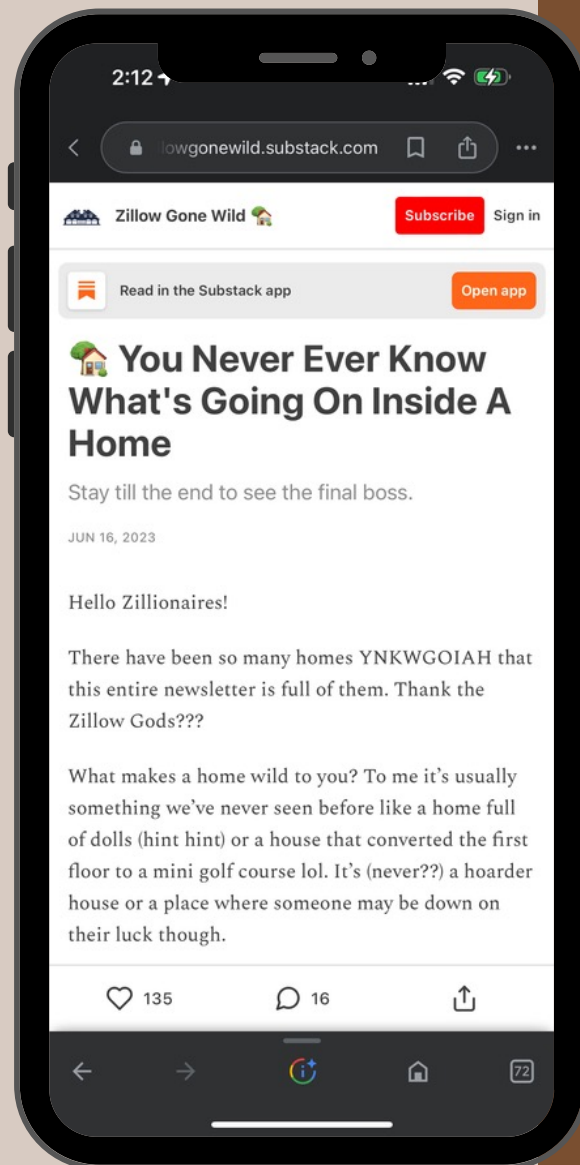 2:12
lowgonewild.substack.com
Zillow Gone Wild
Subscribe
Sign in
Read in the Substack app
Open app
You Never Ever Know
What's Going On Inside A
Home
Stay till the end to see the final boss.
JUN 16, 2023
Hello Zillionaires!
There have been so many homes YNKWGOIAH that
this entire newsletter is full of them. Thank the
Zillow Gods???
What makes a home wild to you? To me it’s usually
something we’ve never seen before like a home full
of dolls (hint hint) or a house that converted the first
floor to a mini golf course lol. It’s (never??) a hoarder
house or a place where someone may be down on
their luck though.
135
16
72